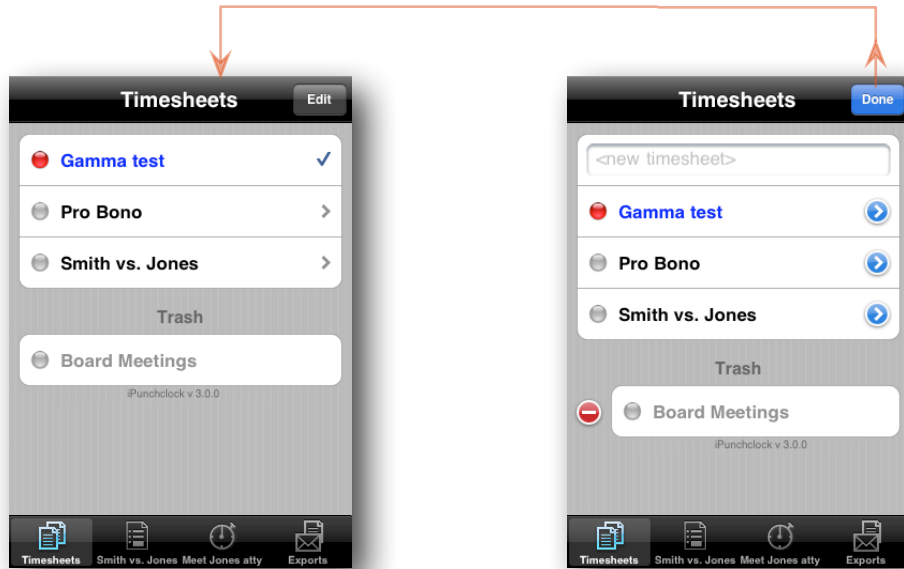 Timesheets Edit
Gamma test
Pro Bono
Smith vs. Jones
Trash
Board Meetings
iPunchclock v 3.0.0
Timesheets Smith vs. Jones Meet Jones atty Exports
Timesheets Done
<new timesheet>
Gamma test
Pro Bono
Smith vs. Jones
Trash
Board Meetings
iPunchclock v 3.0.0
Timesheets Smith vs. Jones Meet Jones atty Exports